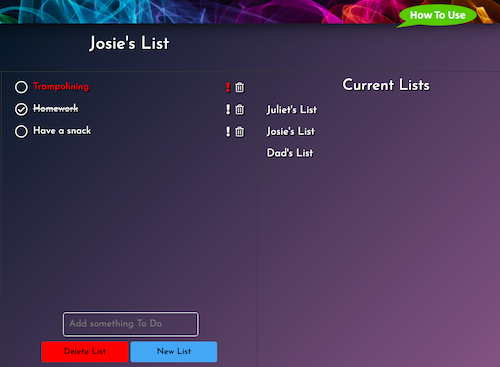 How To Use
Josie's List
Trampolining
Homework
Have a snack
Add something To Do
Delete List
New List
Current Lists
Juliet's List
Josie's List
Dad's List